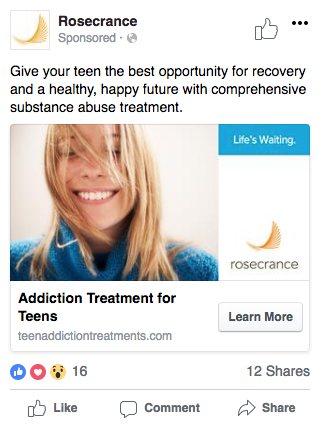 Rosecrance
Sponsored ·
Give your teen the best opportunity for recovery
and a healthy, happy future with comprehensive
substance abuse treatment.
Life's Waiting.
rosecrance
Addiction Treatment for
Teens
teenaddictiontreatments.com
Learn More
16
12 Shares
Like
Comment
Share